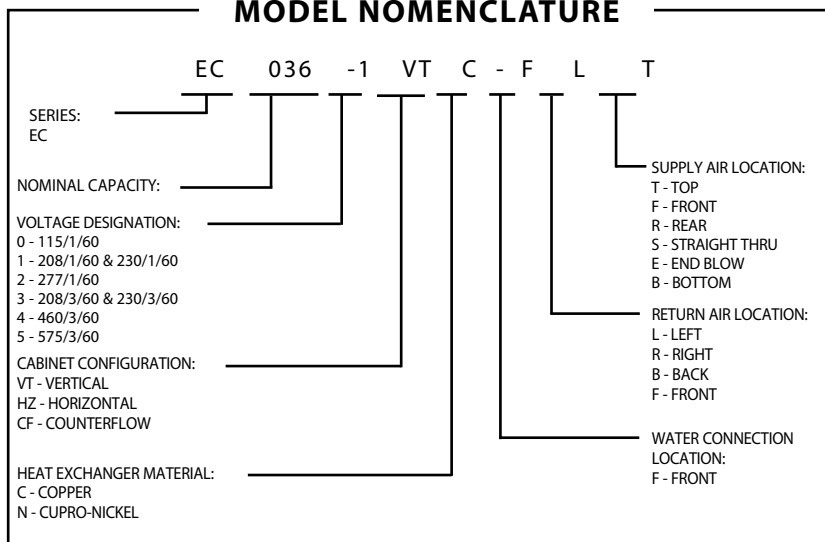 MODEL NOMENCLATURE
EC 036 -1 VT C - F L T
SERIES:
EC
NOMINAL CAPACITY:
VOLTAGE DESIGNATION:
0 - 115/1/60
1 - 208/1/60 & 230/1/60
2 - 277/1/60
3 - 208/3/60 & 230/3/60
4 - 460/3/60
5 - 575/3/60
CABINET CONFIGURATION:
VT - VERTICAL
HZ - HORIZONTAL
CF - COUNTERFLOW
HEAT EXCHANGER MATERIAL:
C - COPPER
N - CUPRO-NICKEL
SUPPLY AIR LOCATION:
T - TOP
F - FRONT
R - REAR
S - STRAIGHT THRU
E - END BLOW
B - BOTTOM
RETURN AIR LOCATION:
L - LEFT
R - RIGHT
B - BACK
F - FRONT
WATER CONNECTION
LOCATION:
F - FRONT